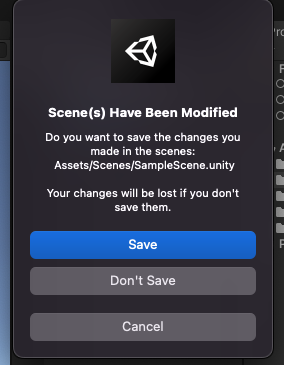 Scene(s) Have Been Modified
Do you want to save the changes you
made in the scenes:
Assets/Scenes/SampleScene.unity
Your changes will be lost if you don't
save them.
Save
Don't Save
Cancel